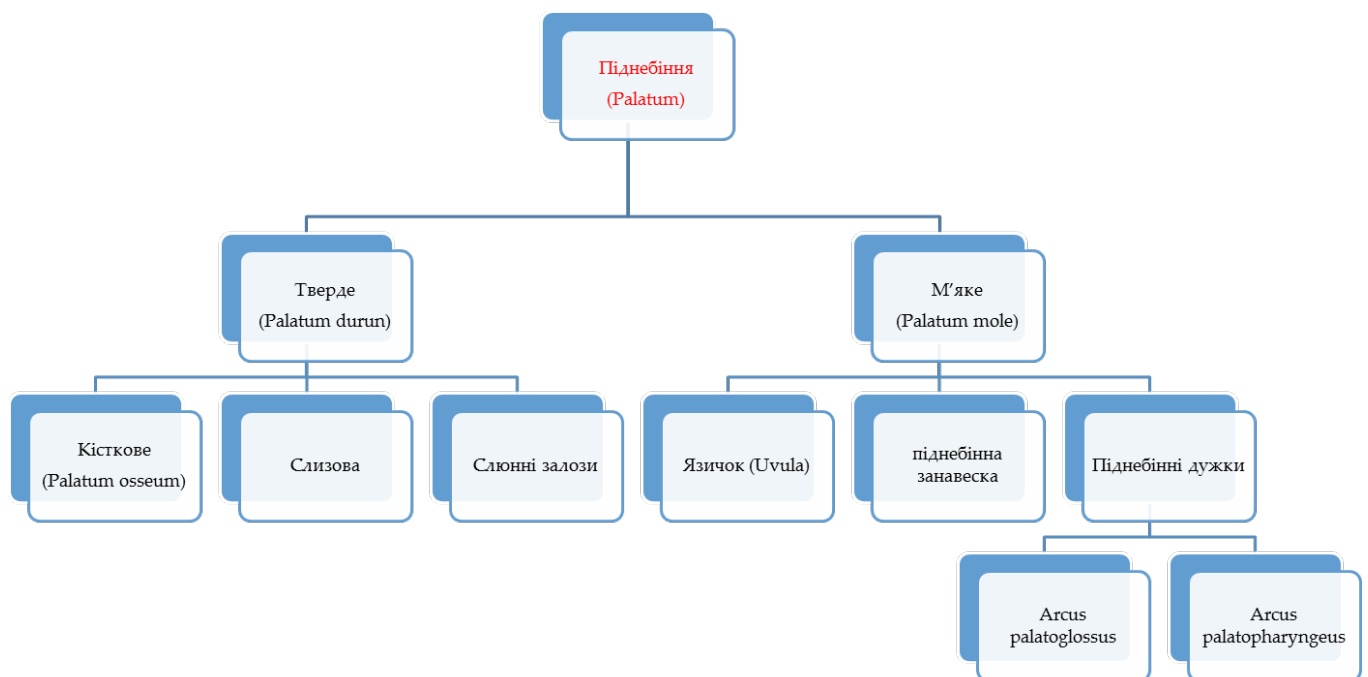 Піднебіння
(Palatum)
Тверде
(Palatum durun)
М’яке
(Palatum mole)
Кісткове
(Palatum osseum)
Слизова
Слюнні залози
Язичок (Uvula)
піднебінна
занавеска
Піднебінні дужки
Arcus
palatoglossus
Arcus
palatopharyngeus